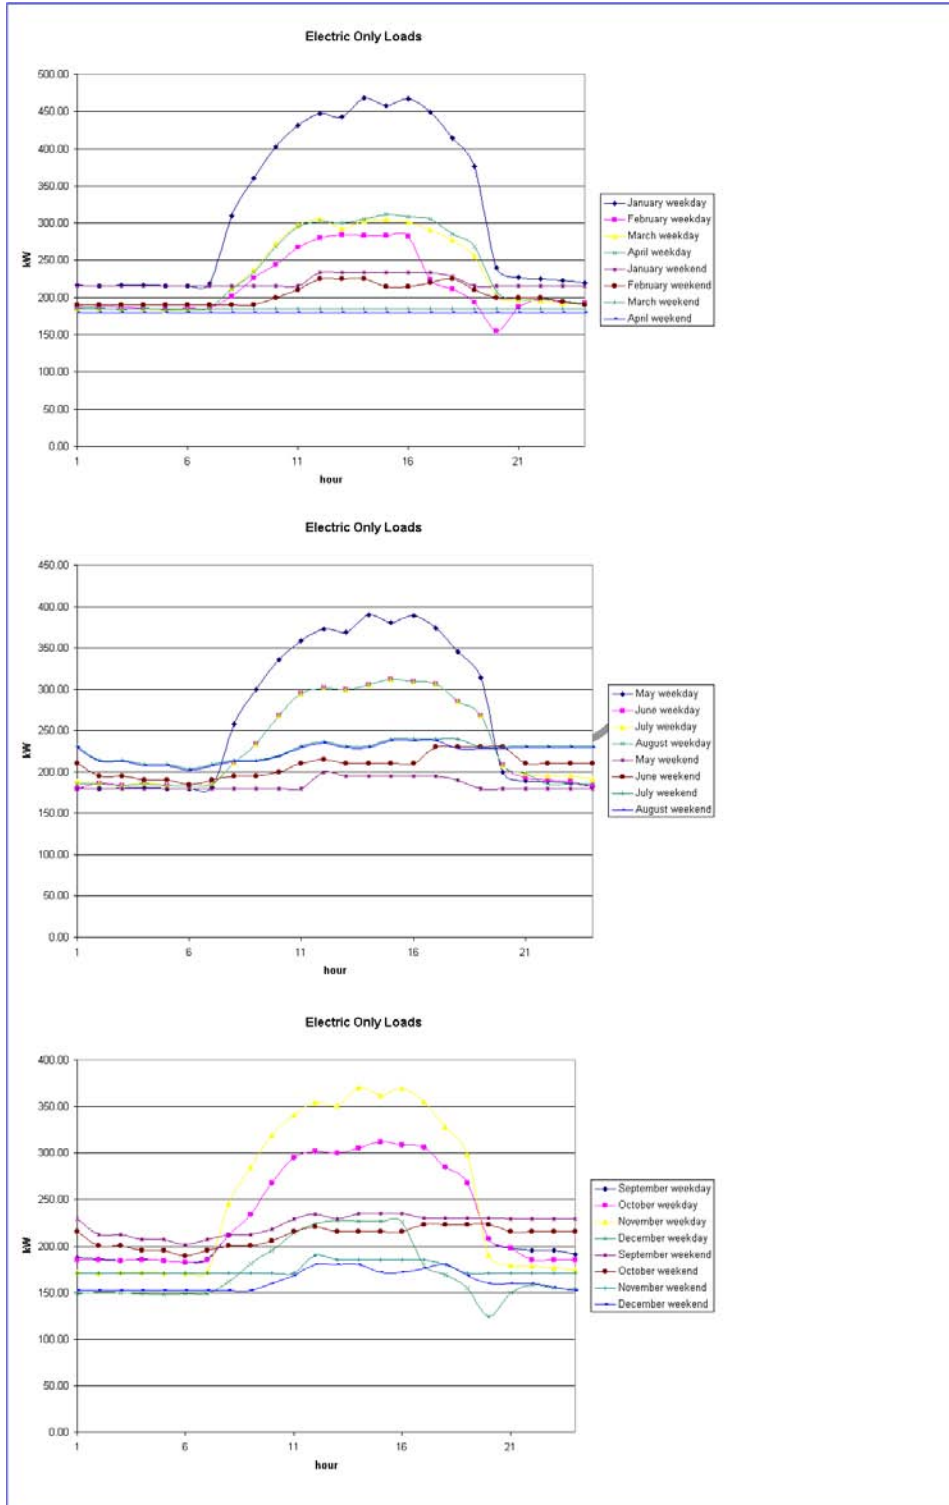 Electric Only Loads
500.00
450.00
400.00
350.00
300.00
250.00
200.00
150.00
100.00
50.00
0.00
kW
1 6 11 16 21
hour
January weekday
February weekday
March weekday
April weekday
January weekend
February weekend
March weekend
April weekend
Electric Only Loads
450.00
400.00
350.00
300.00
250.00
200.00
150.00
100.00
50.00
0.00
kW
1 6 11 16 21
hour
May weekday
June weekday
July weekday
August weekday
May weekend
June weekend
July weekend
August weekend
Electric Only Loads
400.00
350.00
300.00
250.00
200.00
150.00
100.00
50.00
0.00
kW
1 6 11 16 21
hour
September weekday
October weekday
November weekday
December weekday
September weekend
October weekend
November weekend
December weekend